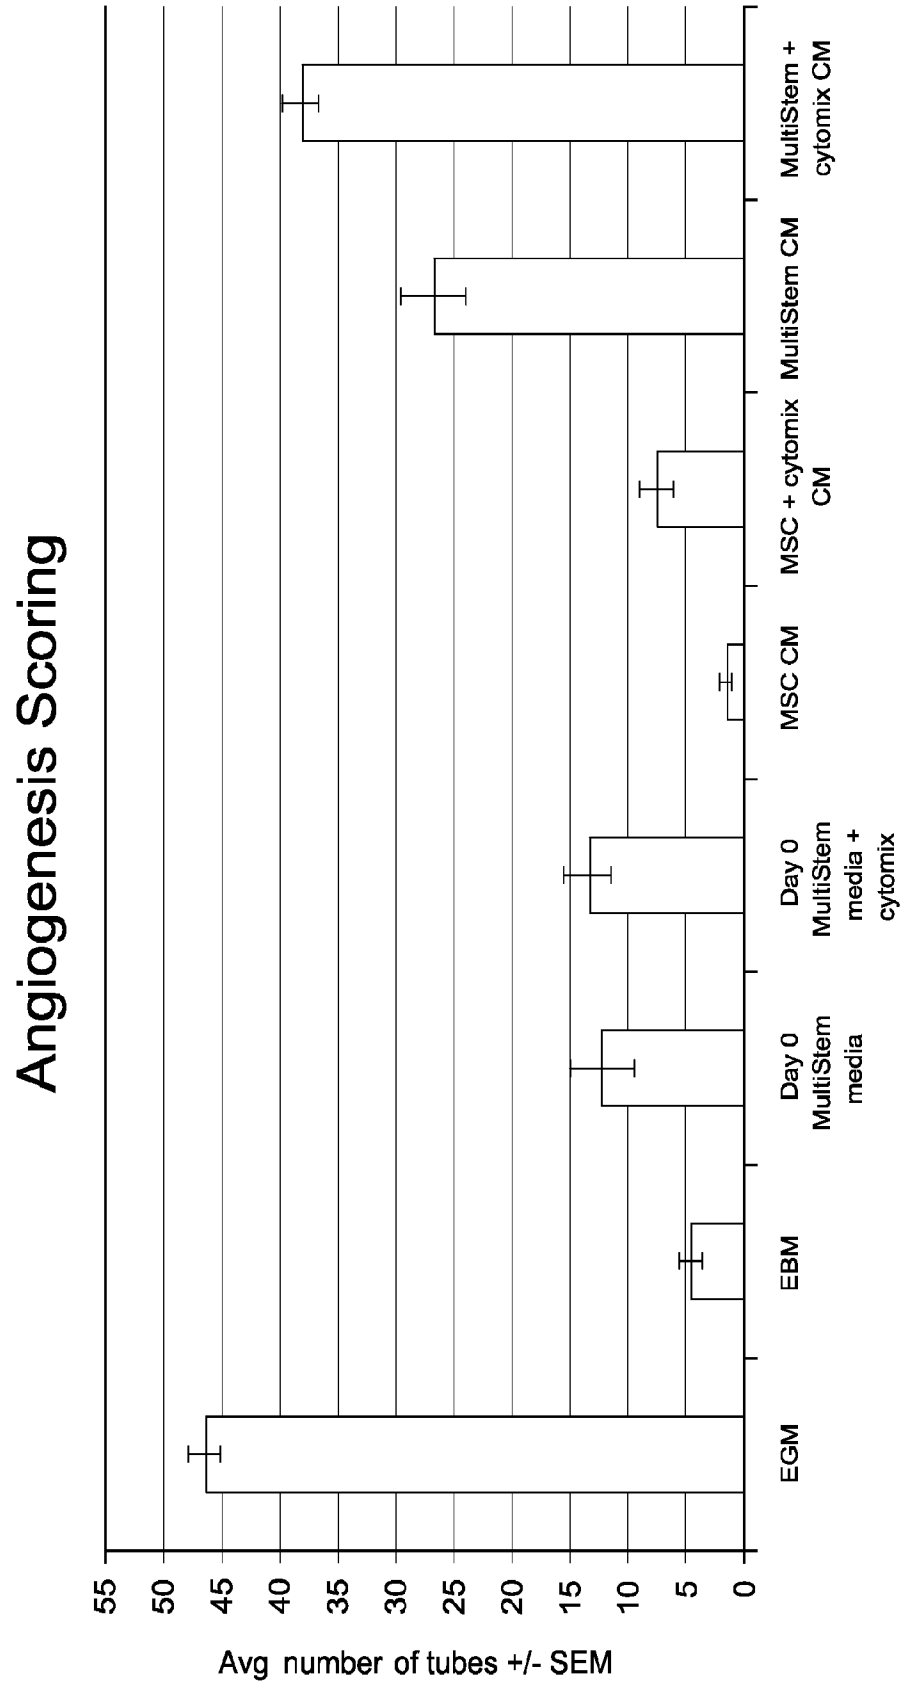 Angiogenesis Scoring
Avg number of tubes +/- SEM
55
50
45
40
35
30
25
20
15
10
5
0
EGM
EBM
Day 0
MultiStem
media
Day 0
MultiStem
media +
cytomix
MSC CM
MSC + cytomix
CM
MultiStem CM
MultiStem +
cytomix CM